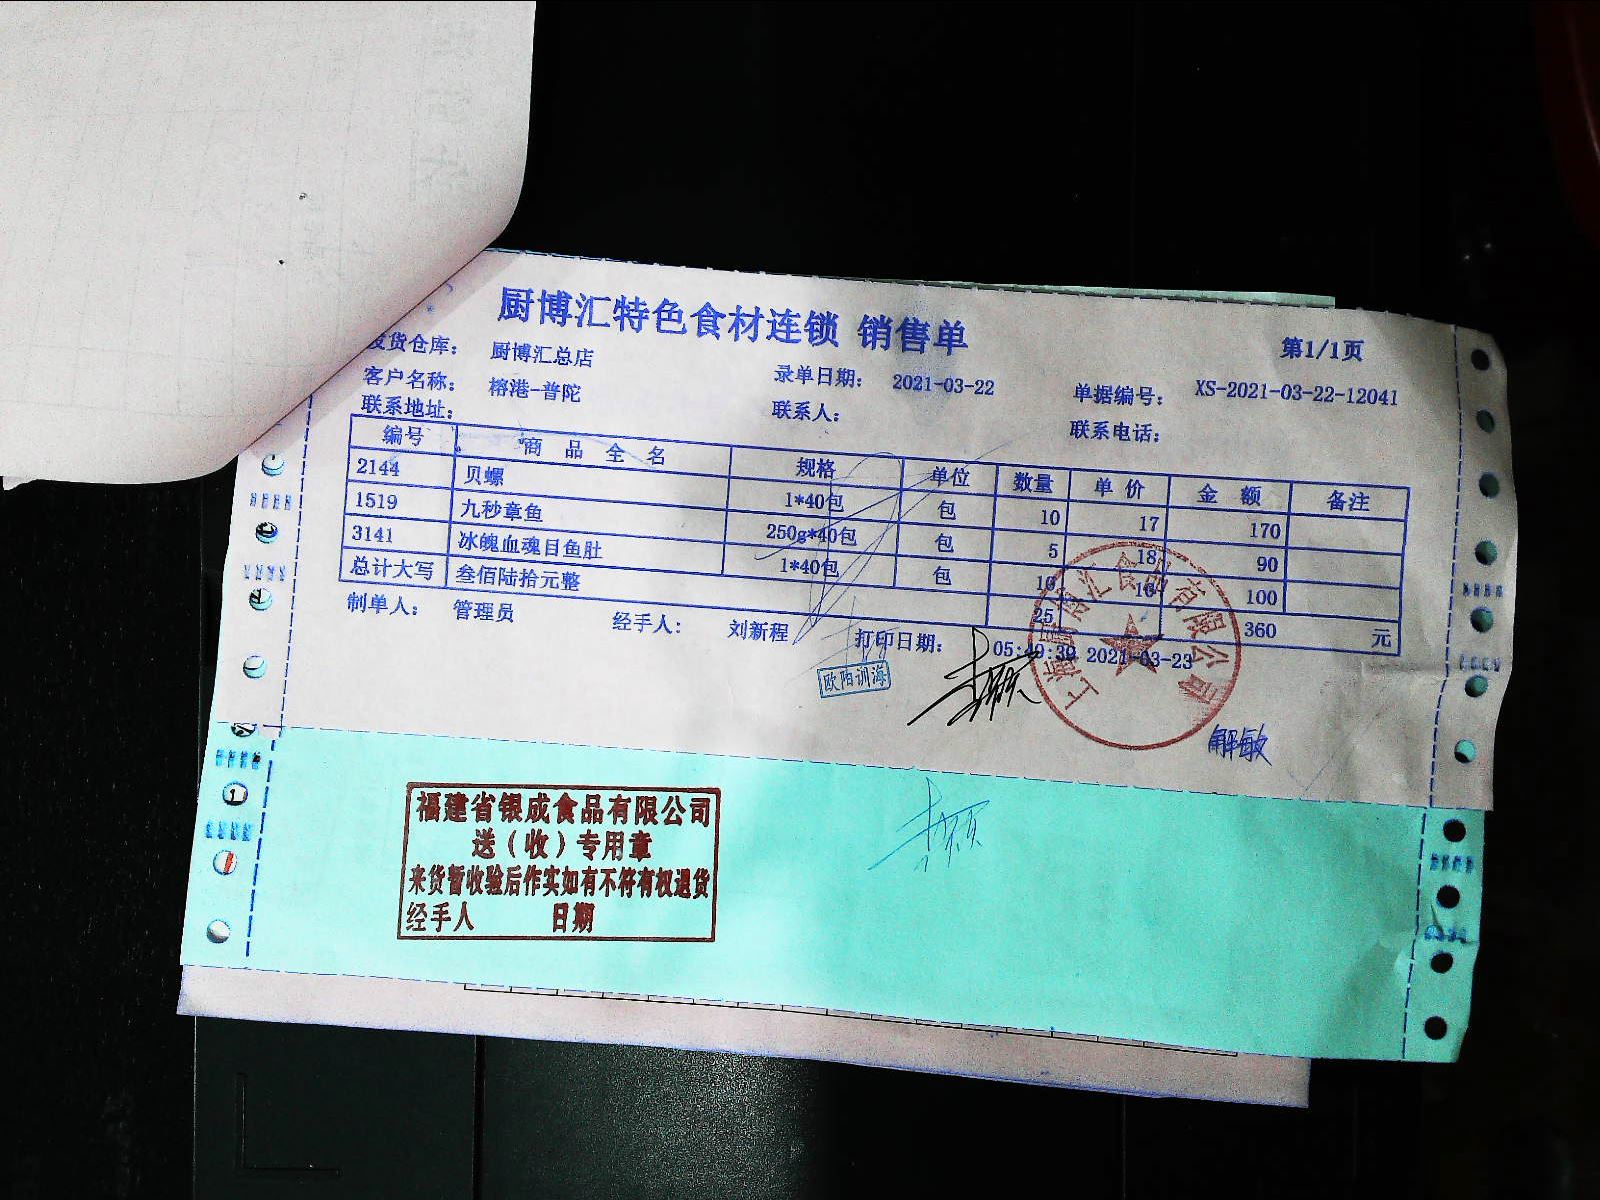 厨博汇特色食材连锁 销售单
第1/1页
发货仓库： 厨博汇总店
录单日期： 2021-03-22
单据编号： XS-2021-03-22-12041
客户名称： 榕港-普陀
联系人：
联系电话：
联系地址：
编号 商品全名 规格 单位 数量 单价 金额 备注
2144 贝螺 1*40包 包 10 17 170
1519 九秒章鱼 250g*40包 包 5 18 90
3141 冰魄血魂目鱼肚 1*40包 包 10 10 100
总计大写 叁佰陆拾元整 25 360 元
制单人： 管理员 经手人： 刘新程 打印日期： 05:49:39 2021-03-23
欧阳训海
解敏
福建省银成食品有限公司
送（收）专用章
来货暂收验后作实如有不符有权退货
经手人 日期